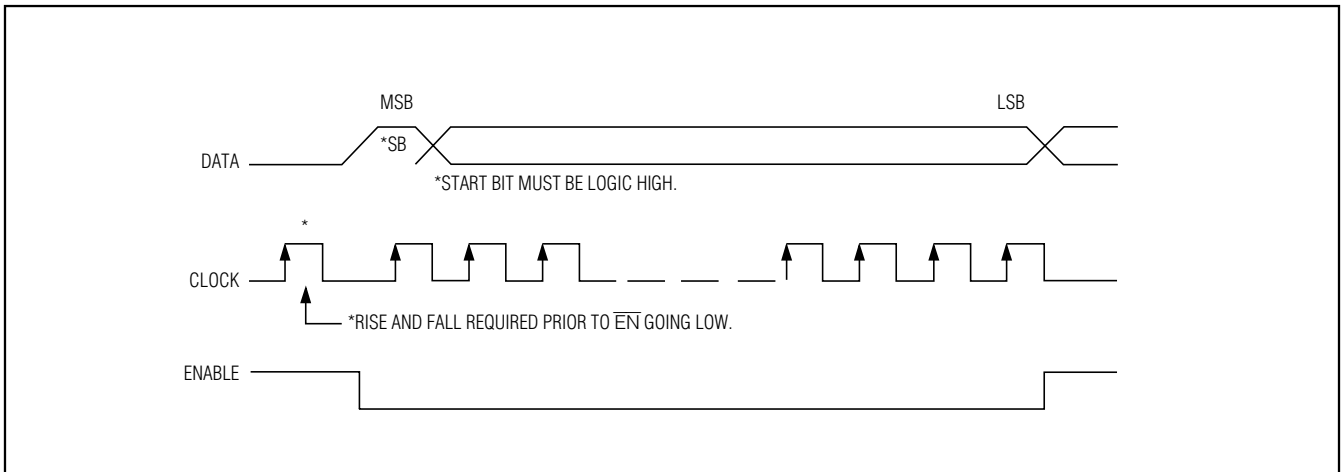 MSB
LSB
*SB
DATA
*START BIT MUST BE LOGIC HIGH.
*
CLOCK
*RISE AND FALL REQUIRED PRIOR TO E̅N̅ GOING LOW.
ENABLE